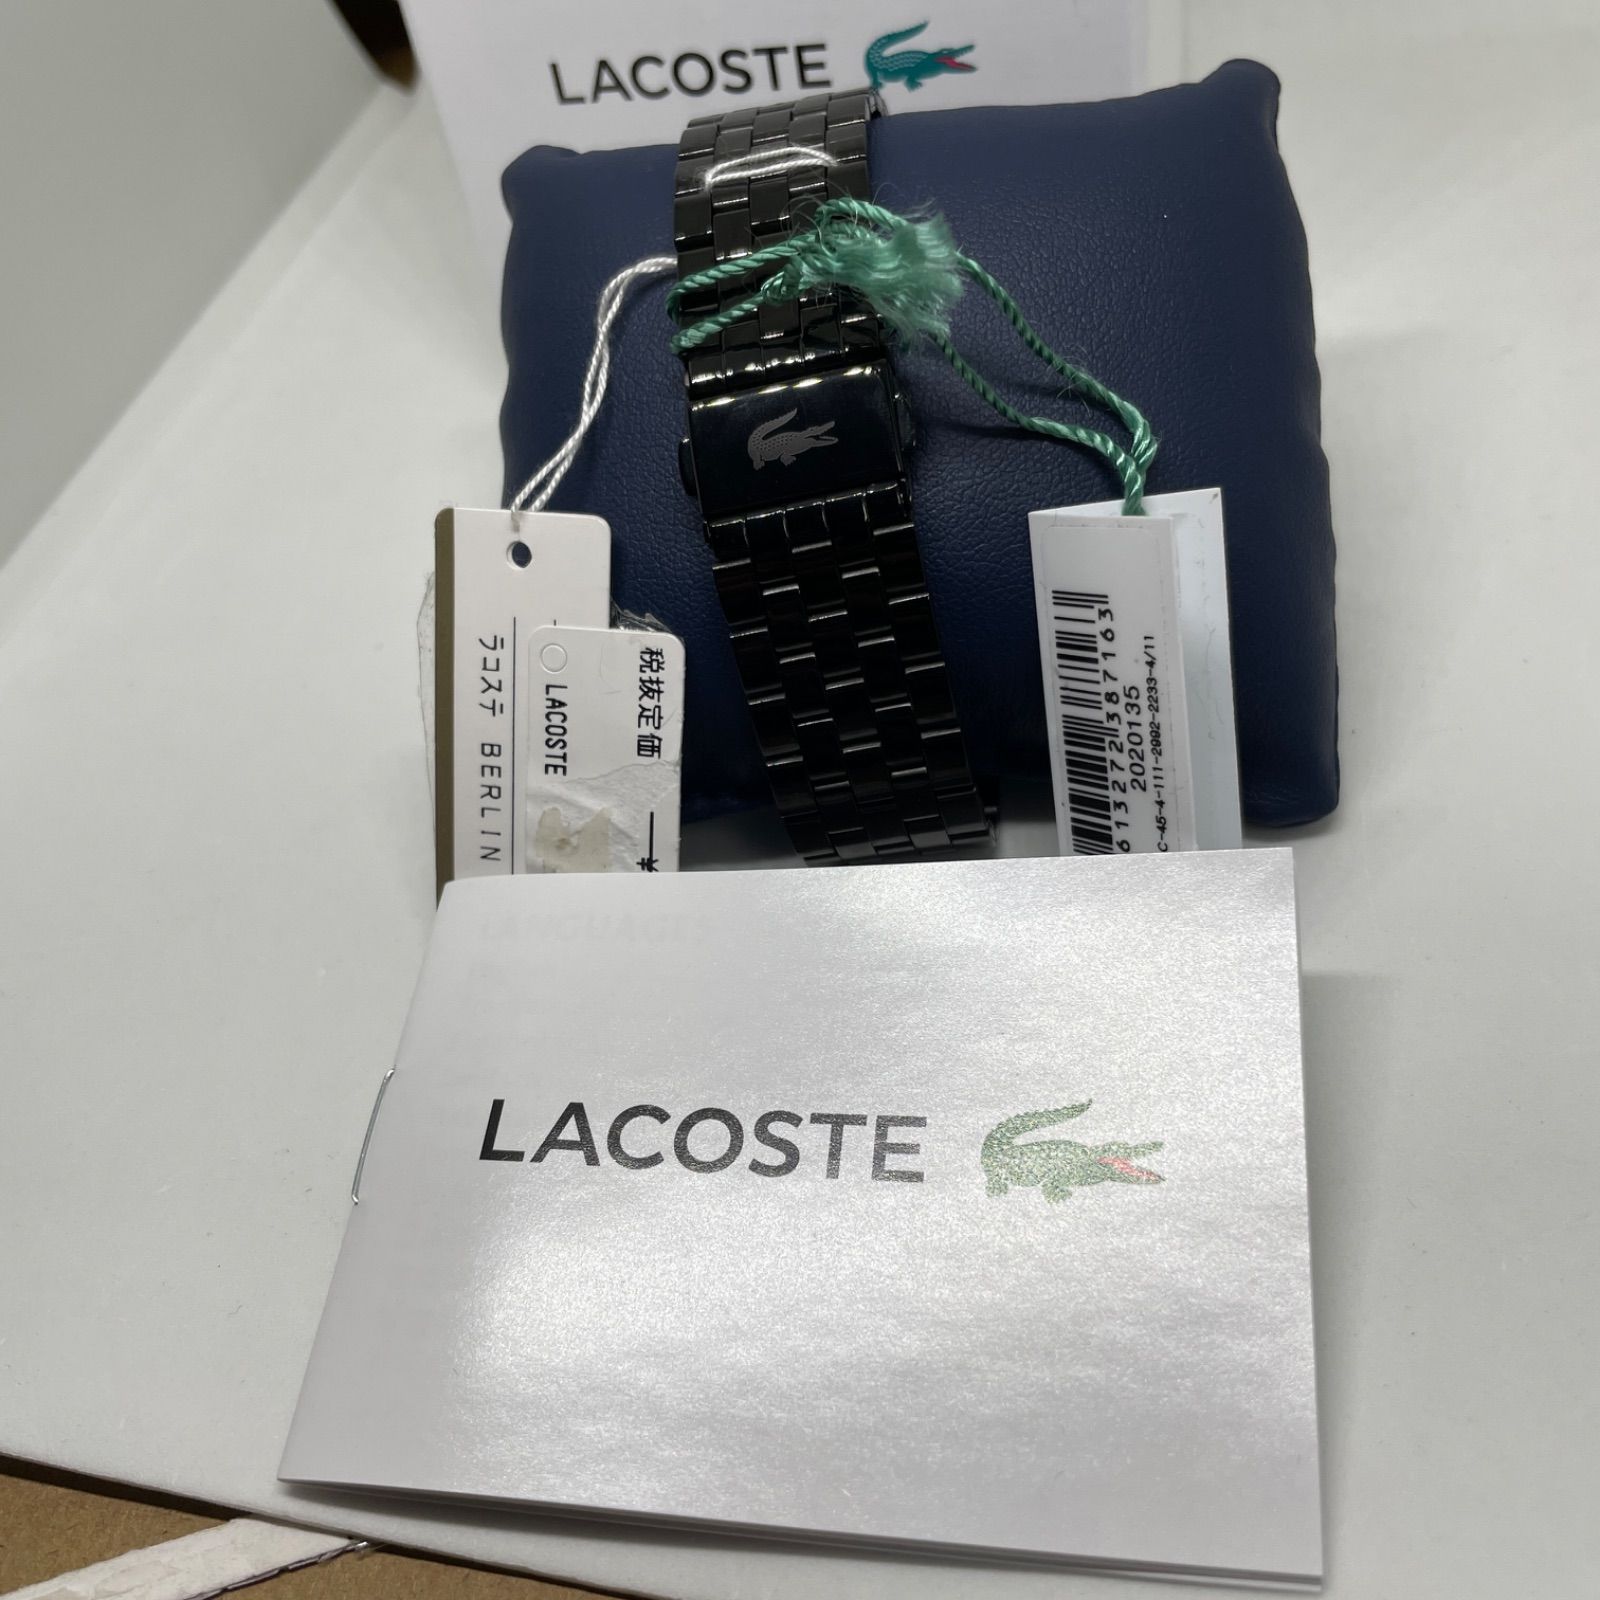 LACOSTE
ラコステ BERLIN
税抜定価
LACOSTE
¥
613272387163
2020135
C-45-4-111-2992-2233-4/11
LANGUAGES
LACOSTE